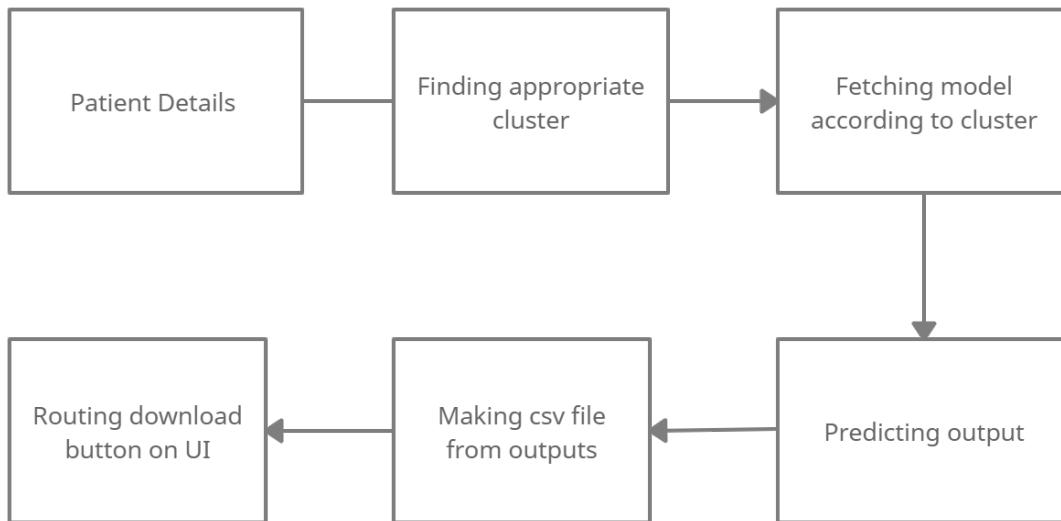 Patient Details
Finding appropriate
cluster
Fetching model
according to cluster
Routing download
button on UI
Making csv file
from outputs
Predicting output